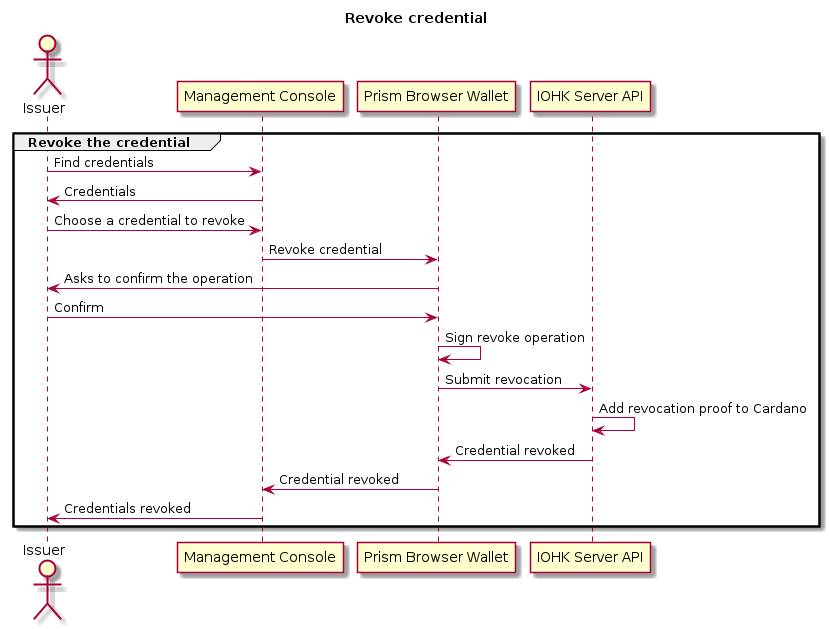 Revoke credential
Issuer
Management Console
Prism Browser Wallet
IOHK Server API
Revoke the credential
Find credentials
Credentials
Choose a credential to revoke
Revoke credential
Asks to confirm the operation
Confirm
Sign revoke operation
Submit revocation
Add revocation proof to Cardano
Credential revoked
Credential revoked
Credentials revoked
Issuer
Management Console
Prism Browser Wallet
IOHK Server API